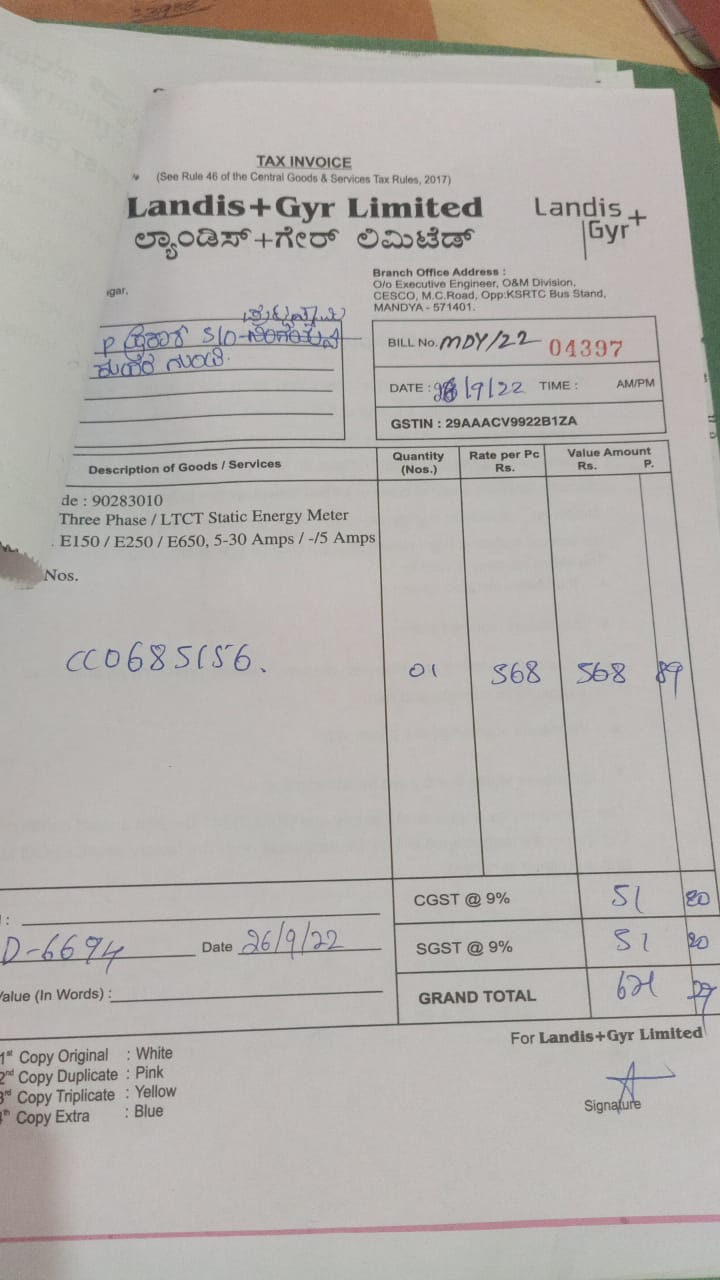 TAX INVOICE
(See Rule 46 of the Central Goods & Services Tax Rules, 2017)
Landis+Gyr Limited
ಲ್ಯಾಂಡಿಸ್+ಗೇರ್ ಲಿಮಿಟೆಡ್
Landis+
Gyr
igar,
Branch Office Address :
O/o Executive Engineer, O&M Division,
CESCO, M.C.Road, Opp:KSRTC Bus Stand,
MANDYA - 571401.
P S/O
BILL No. MDY/22 04397
DATE : 26/9/22 TIME : AM/PM
GSTIN : 29AAACV9922B1ZA
Description of Goods / Services
Quantity (Nos.)
Rate per Pc Rs.
Value Amount Rs. P.
de : 90283010
Three Phase / LTCT Static Energy Meter
E150 / E250 / E650, 5-30 Amps / -/5 Amps
Nos.
CC0685156. 01 568 568 89
CGST @ 9% 51 20
D-6694 Date 26/9/22
SGST @ 9% 51 20
Value (In Words) :
GRAND TOTAL 671
For Landis+Gyr Limited
1st Copy Original : White
2nd Copy Duplicate : Pink
3rd Copy Triplicate : Yellow
4th Copy Extra : Blue
Signature